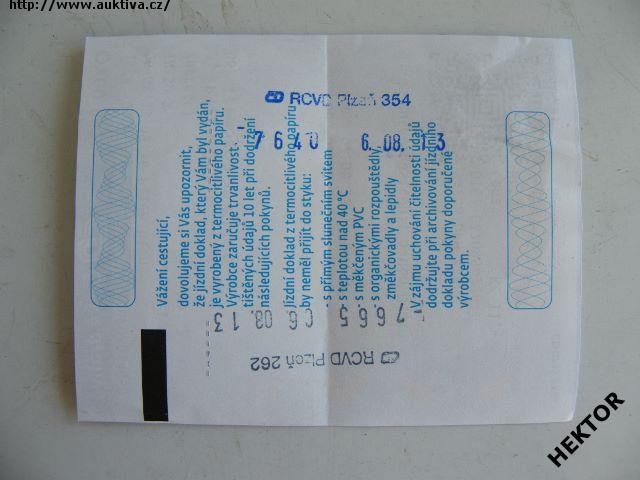 http://www.auktiva.cz/
RCVD Plzeň 354
7640 6.08.13
Vážení cestující,
dovolujeme si Vás upozornit,
že jízdní doklad, který Vám byl vydán,
je vyrobený z termocitlivého papíru.
Výrobce zaručuje trvanlivost
tištěných údajů 10 let při dodržení
následujících pokynů.
Jízdní doklad z termocitlivého papíru
by neměl přijít do styku:
- s přímým slunečním svitem
- s teplotou nad 40 °C
- s měkčeným PVC
- s organickými rozpouštědly,
změkčovadly a lepidly
V zájmu uchování čitelnosti údajů
dodržujte při archivování jízdního
dokladu pokyny doporučené
výrobcem.
7665 08.13
RCVD Plzeň 262
HEKTOR